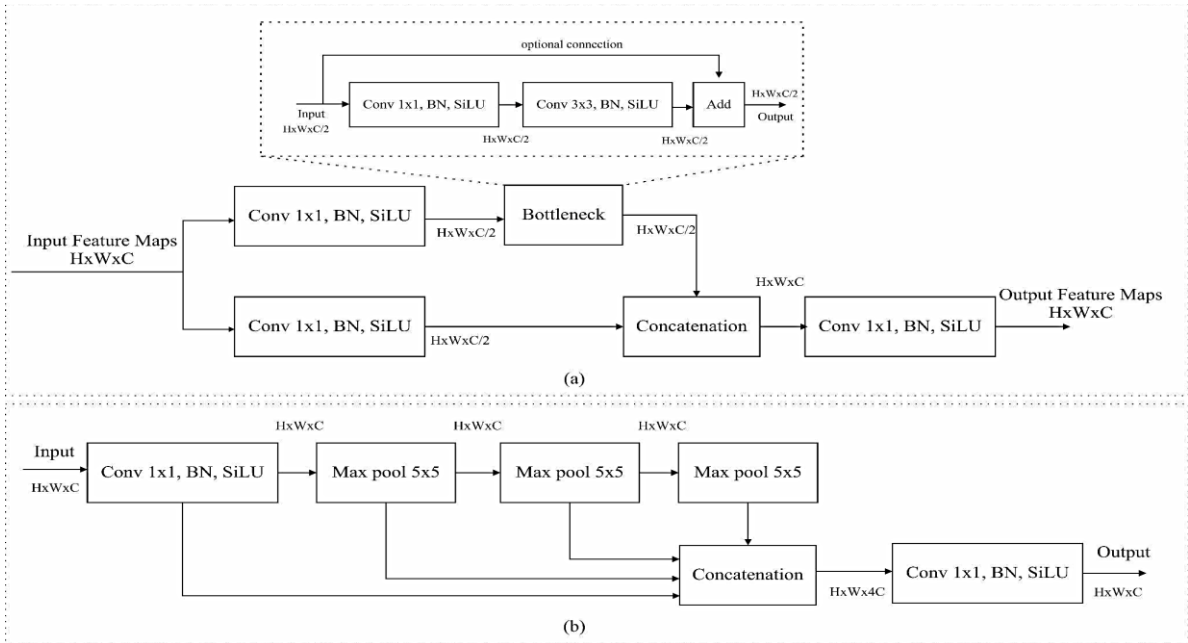 optional connection
Conv 1x1, BN, SiLU
Conv 3x3, BN, SiLU
Add
HxWxC/2
Input
Output
HxWxC/2
HxWxC/2
HxWxC/2
Conv 1x1, BN, SiLU
Bottleneck
HxWxC/2
HxWxC/2
Input Feature Maps
HxWxC
HxWxC
Output Feature Maps
HxWxC
Conv 1x1, BN, SiLU
Concatenation
Conv 1x1, BN, SiLU
HxWxC/2
(a)
HxWxC
HxWxC
HxWxC
Input
Conv 1x1, BN, SiLU
Max pool 5x5
Max pool 5x5
Max pool 5x5
HxWxC
Concatenation
Conv 1x1, BN, SiLU
Output
HxWx4C
HxWxC
(b)